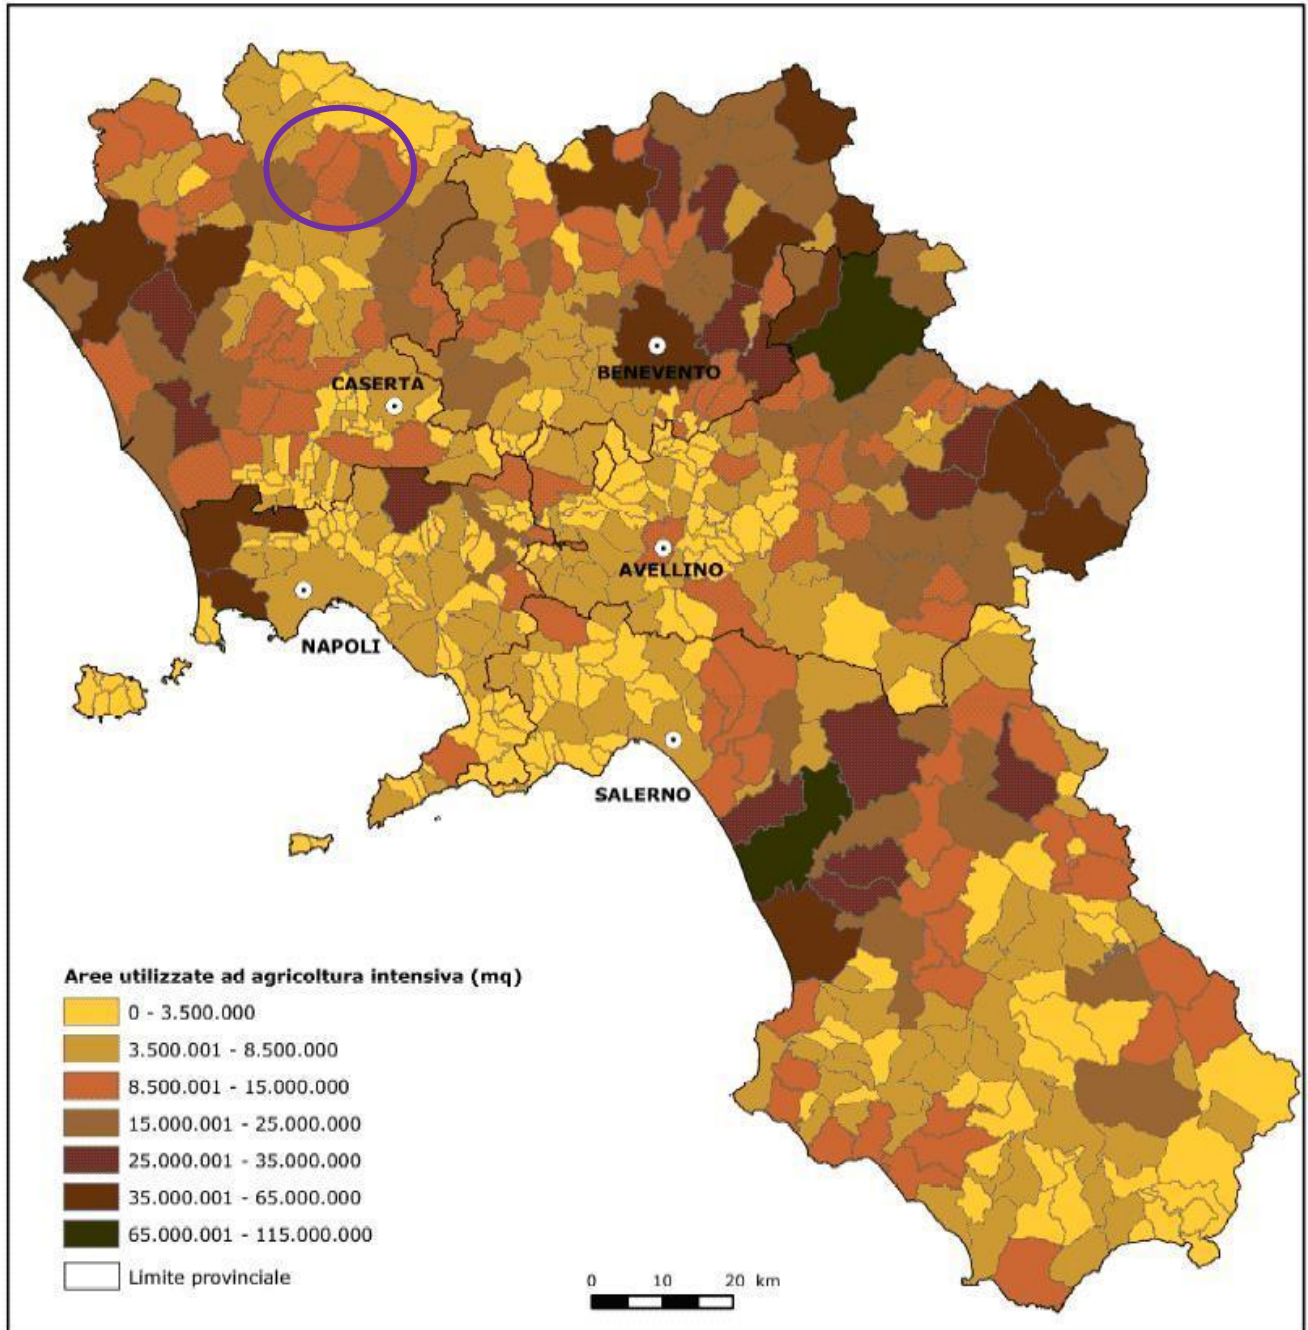 CASERTA
BENEVENTO
AVELLINO
NAPOLI
SALERNO
Aree utilizzate ad agricoltura intensiva (mq)
0 - 3.500.000
3.500.001 - 8.500.000
8.500.001 - 15.000.000
15.000.001 - 25.000.000
25.000.001 - 35.000.000
35.000.001 - 65.000.000
65.000.001 - 115.000.000
Limite provinciale
0 10 20 km